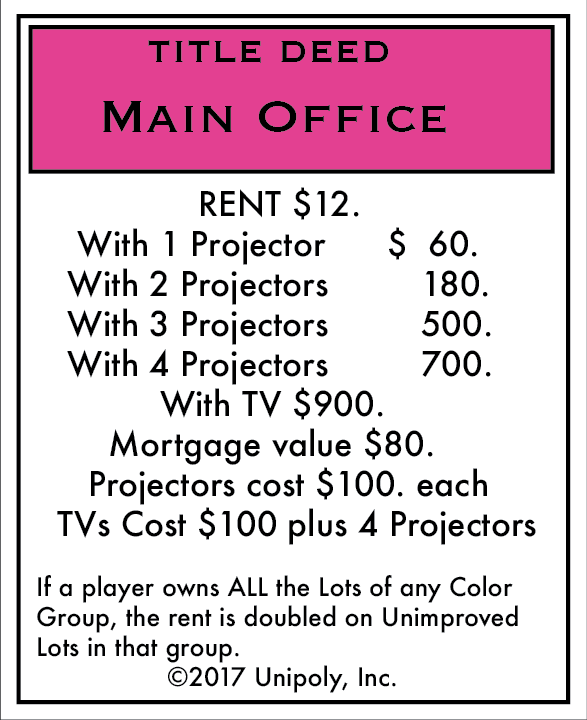 TITLE DEED
MAIN OFFICE
RENT $12.
With 1 Projector $ 60.
With 2 Projectors 180.
With 3 Projectors 500.
With 4 Projectors 700.
With TV $900.
Mortgage value $80.
Projectors cost $100. each
TVs Cost $100 plus 4 Projectors
If a player owns ALL the Lots of any Color
Group, the rent is doubled on Unimproved
Lots in that group.
©2017 Unipoly, Inc.